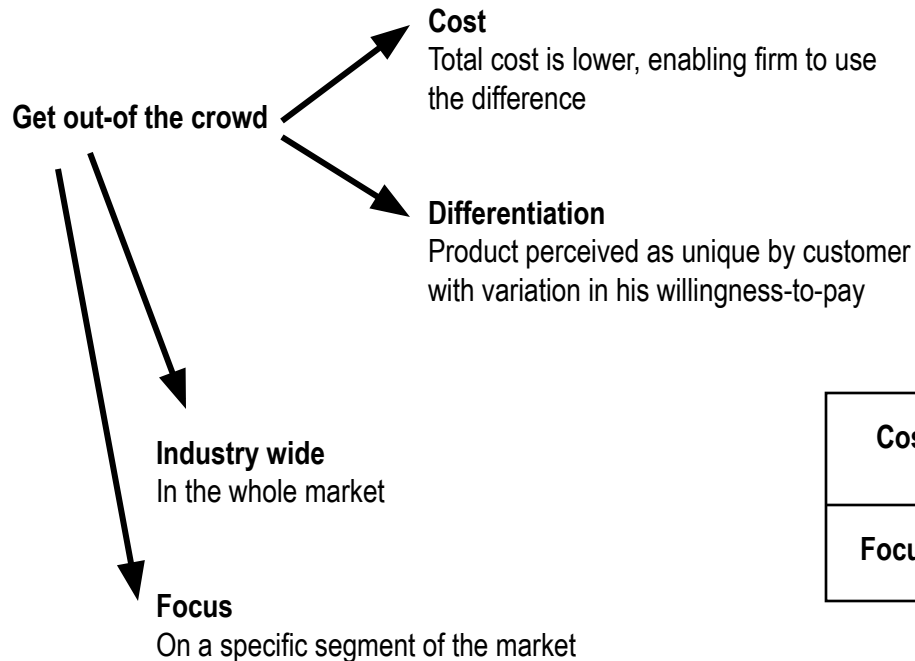 Cost
Total cost is lower, enabling firm to use
the difference
Get out-of the crowd
Differentiation
Product perceived as unique by customer
with variation in his willingness-to-pay
Industry wide
In the whole market
Focus
On a specific segment of the market